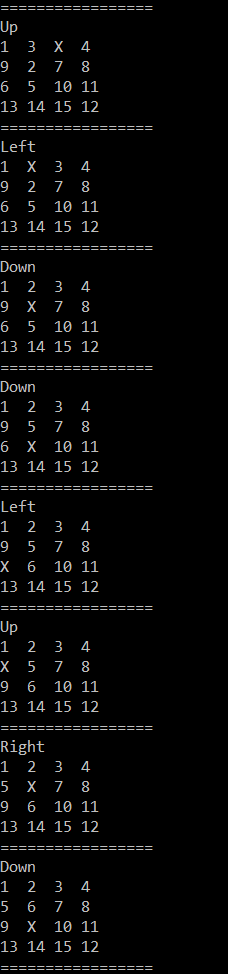 =================
Up
1  3  X  4
9  2  7  8
6  5  10 11
13 14 15 12
=================
Left
1  X  3  4
9  2  7  8
6  5  10 11
13 14 15 12
=================
Down
1  2  3  4
9  X  7  8
6  5  10 11
13 14 15 12
=================
Down
1  2  3  4
9  5  7  8
6  X  10 11
13 14 15 12
=================
Left
1  2  3  4
9  5  7  8
X  6  10 11
13 14 15 12
=================
Up
1  2  3  4
X  5  7  8
9  6  10 11
13 14 15 12
=================
Right
1  2  3  4
5  X  7  8
9  6  10 11
13 14 15 12
=================
Down
1  2  3  4
5  6  7  8
9  X  10 11
13 14 15 12
=================